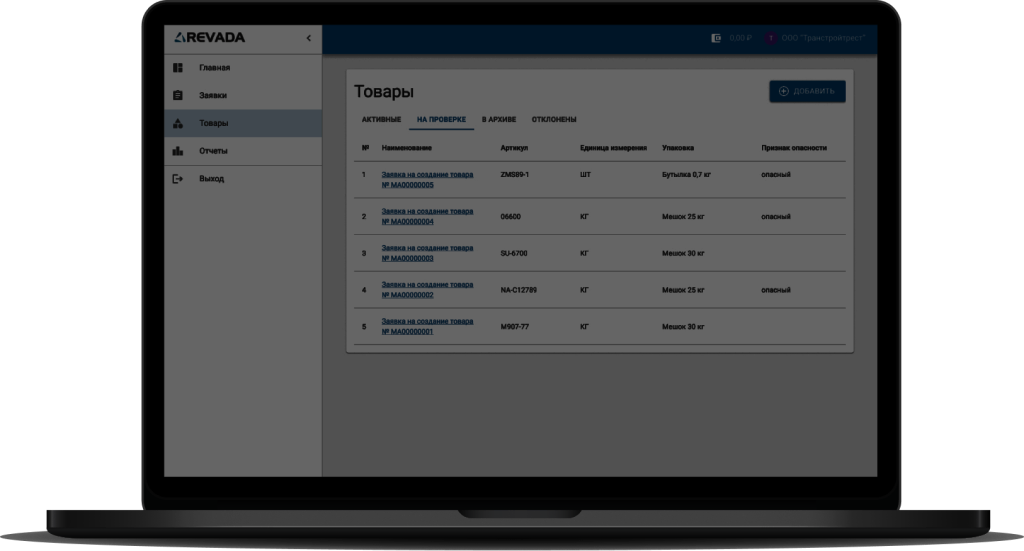 AREVADA
0,00 ₽ Т ООО "Трансстройтрест"
Главная
Заявки
Товары
Отчеты
Выход
Товары
ДОБАВИТЬ
АКТИВНЫЕ НА ПРОВЕРКЕ В АРХИВЕ ОТКЛОНЕНЫ
№ Наименование Артикул Единица измерения Упаковка Признак опасности
1 Заявка на создание товара ZMS89-1 ШТ Бутылка 0,7 кг опасный
№ МА00000005
2 Заявка на создание товара 06600 КГ Мешок 25 кг опасный
№ МА00000004
3 Заявка на создание товара SU-6700 КГ Мешок 30 кг
№ МА00000003
4 Заявка на создание товара NA-C12789 КГ Мешок 25 кг опасный
№ МА00000002
5 Заявка на создание товара М907-77 КГ Мешок 30 кг
№ МА00000001